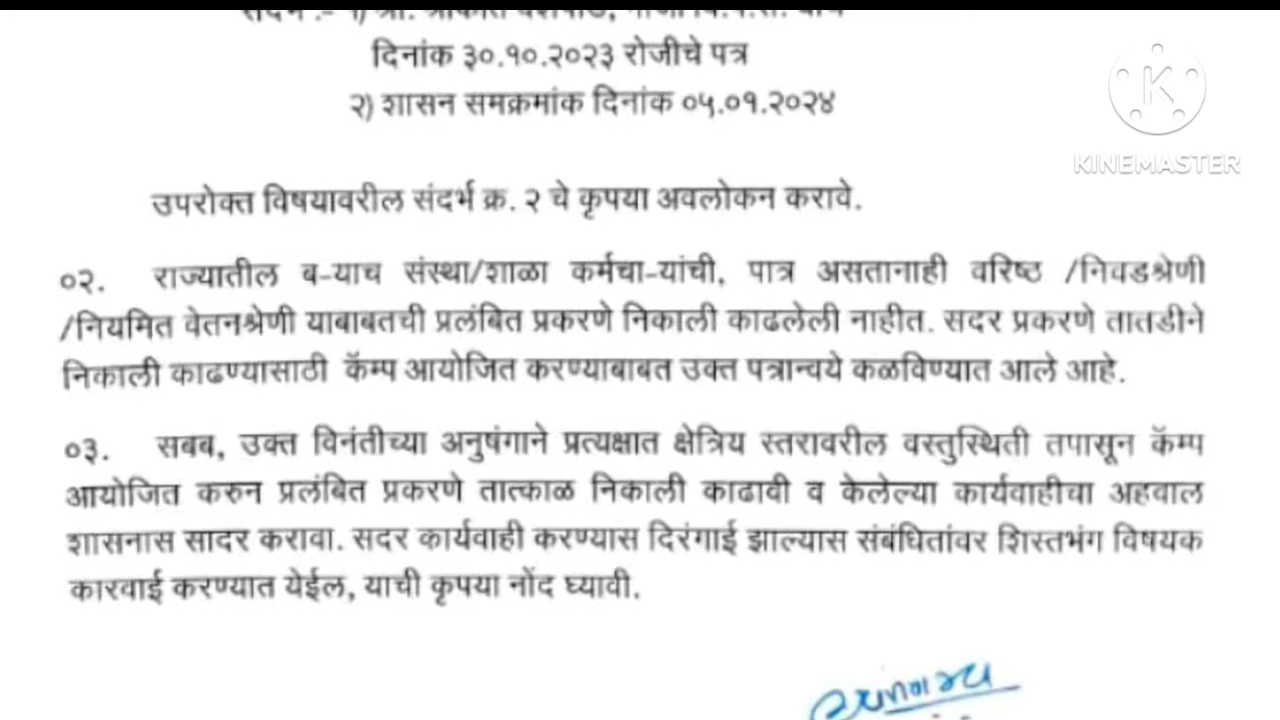 दिनांक ३०.१०.२०२३ रोजीचे पत्र
२) शासन समक्रमांक दिनांक ०५.०१.२०२४
K
KINEMASTER
उपरोक्त विषयावरील संदर्भ क्र. २ चे कृपया अवलोकन करावे.
०२. राज्यातील ब-याच संस्था/शाळा कर्मचा-यांची, पात्र असतानाही वरिष्ठ /निवडश्रेणी
/नियमित वेतनश्रेणी याबाबतची प्रलंबित प्रकरणे निकाली काढलेली नाहीत. सदर प्रकरणे तातडीने
निकाली काढण्यासाठी कॅम्प आयोजित करण्याबाबत उक्त पत्रान्वये कळविण्यात आले आहे.
०३. सबब, उक्त विनंतीच्या अनुषंगाने प्रत्यक्षात क्षेत्रिय स्तरावरील वस्तुस्थिती तपासून कॅम्प
आयोजित करुन प्रलंबित प्रकरणे तात्काळ निकाली काढावी व केलेल्या कार्यवाहीचा अहवाल
शासनास सादर करावा. सदर कार्यवाही करण्यास दिरंगाई झाल्यास संबंधितांवर शिस्तभंग विषयक
कारवाई करण्यात येईल, याची कृपया नोंद घ्यावी.